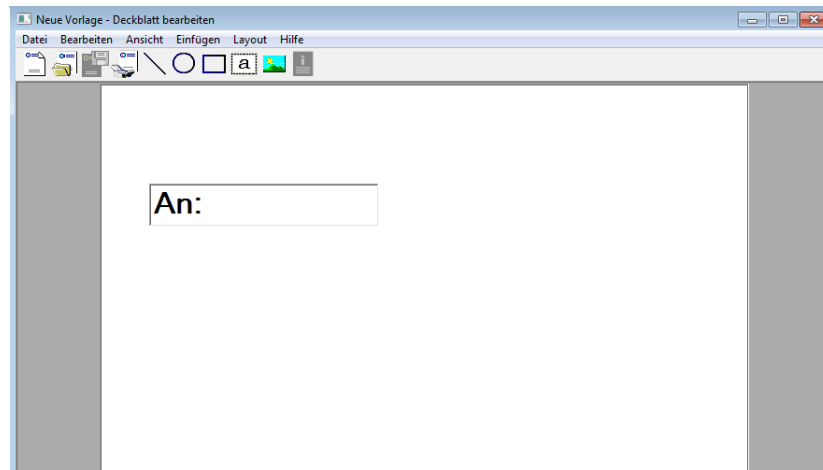 Neue Vorlage - Deckblatt bearbeiten
Datei Bearbeiten Ansicht Einfügen Layout Hilfe
a
An: